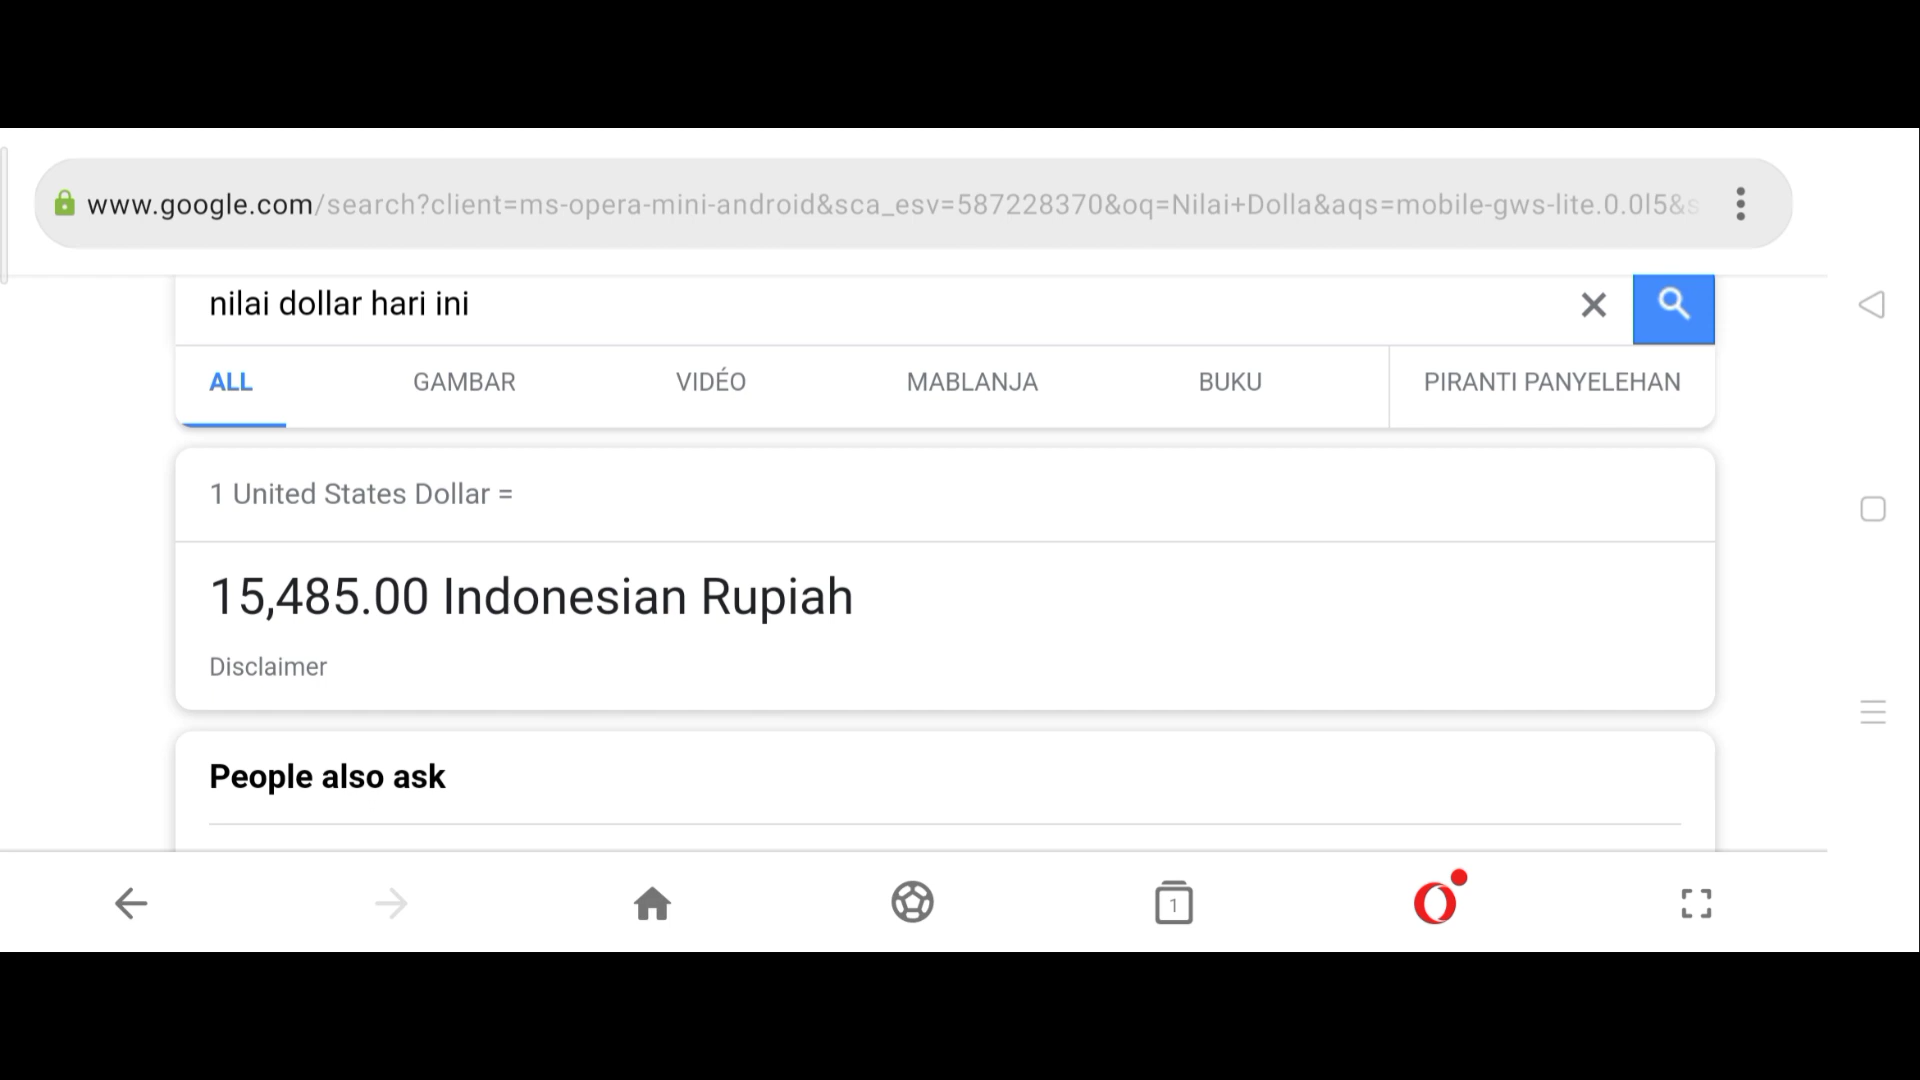 www.google.com/search?client=ms-opera-mini-android&sca_esv=587228370&oq=Nilai+Dolla&aqs=mobile-gws-lite.0.0l5&s
nilai dollar hari ini
ALL GAMBAR VIDÉO MABLANJA BUKU PIRANTI PANYELEHAN
1 United States Dollar =
15,485.00 Indonesian Rupiah
Disclaimer
People also ask
1